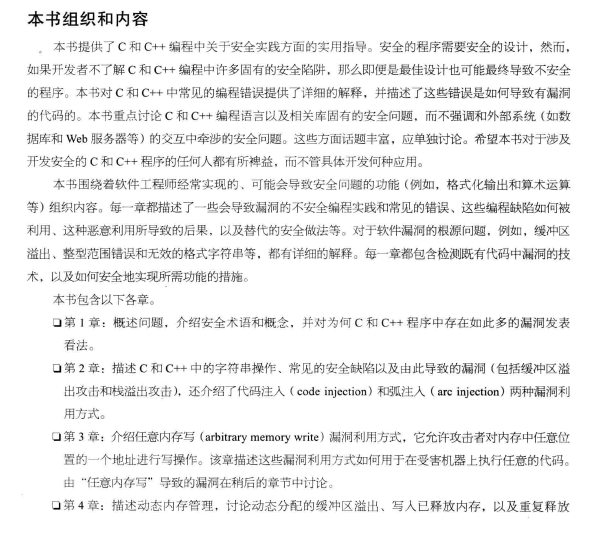 本书组织和内容
本书提供了 C 和 C++ 编程中关于安全实践方面的实用指导。安全的程序需要安全的设计，然而，
如果开发者不了解 C 和 C++ 编程中许多固有的安全陷阱，那么即便是最佳设计也可能最终导致不安全
的程序。本书对 C 和 C++ 中常见的编程错误提供了详细的解释，并描述了这些错误是如何导致有漏洞
的代码的。本书重点讨论 C 和 C++ 编程语言以及相关库固有的安全问题，而不强调和外部系统（如数
据库和 Web 服务器等）的交互中牵涉的安全问题。这些方面话题丰富，应单独讨论。希望本书对于涉及
开发安全的 C 和 C++ 程序的任何人都有所裨益，而不管具体开发何种应用。
本书围绕着软件工程师经常实现的、可能会导致安全问题的功能（例如，格式化输出和算术运算
等）组织内容。每一章都描述了一些会导致漏洞的不安全编程实践和常见的错误、这些编程缺陷如何被
利用、这种恶意利用所导致的后果，以及替代的安全做法等。对于软件漏洞的根源问题，例如，缓冲区
溢出、整型范围错误和无效的格式字符串等，都有详细的解释。每一章都包含检测既有代码中漏洞的技
术，以及如何安全地实现所需功能的措施。
本书包含以下各章。
❑第 1 章：概述问题，介绍安全术语和概念，并对为何 C 和 C++ 程序中存在如此多的漏洞发表
看法。
❑第 2 章：描述 C 和 C++ 中的字符串操作、常见的安全缺陷以及由此导致的漏洞（包括缓冲区溢
出攻击和栈溢出攻击），还介绍了代码注入（code injection）和弧注入（arc injection）两种漏洞利
用方式。
❑第 3 章：介绍任意内存写（arbitrary memory write）漏洞利用方式，它允许攻击者对内存中任意位
置的一个地址进行写操作。该章描述这些漏洞利用方式如何用于在受害机器上执行任意的代码。
由“任意内存写”导致的漏洞在稍后的章节中讨论。
❑第 4 章：描述动态内存管理，讨论动态分配的缓冲区溢出、写入已释放内存，以及重复释放